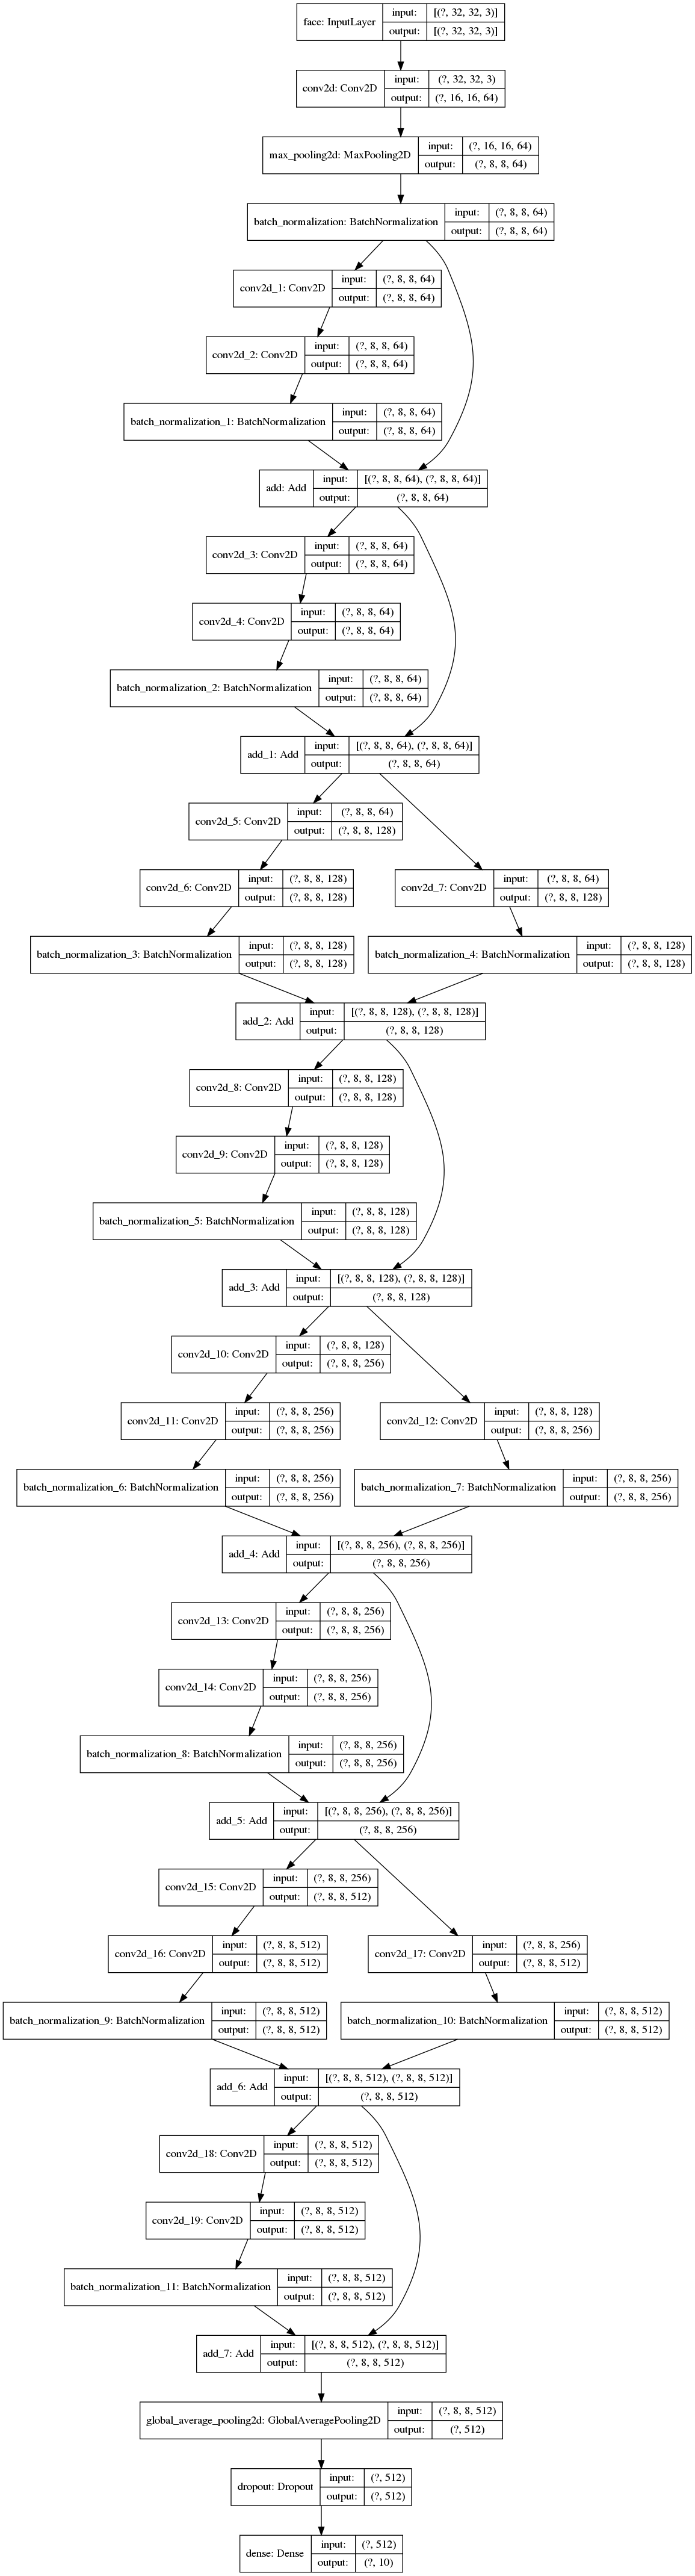 face: InputLayer input: [(?, 32, 32, 3)]
output: [(?, 32, 32, 3)]
conv2d: Conv2D input: (?, 32, 32, 3)
output: (?, 16, 16, 64)
max_pooling2d: MaxPooling2D input: (?, 16, 16, 64)
output: (?, 8, 8, 64)
batch_normalization: BatchNormalization input: (?, 8, 8, 64)
output: (?, 8, 8, 64)
conv2d_1: Conv2D input: (?, 8, 8, 64)
output: (?, 8, 8, 64)
conv2d_2: Conv2D input: (?, 8, 8, 64)
output: (?, 8, 8, 64)
batch_normalization_1: BatchNormalization input: (?, 8, 8, 64)
output: (?, 8, 8, 64)
add: Add input: [(?, 8, 8, 64), (?, 8, 8, 64)]
output: (?, 8, 8, 64)
conv2d_3: Conv2D input: (?, 8, 8, 64)
output: (?, 8, 8, 64)
conv2d_4: Conv2D input: (?, 8, 8, 64)
output: (?, 8, 8, 64)
batch_normalization_2: BatchNormalization input: (?, 8, 8, 64)
output: (?, 8, 8, 64)
add_1: Add input: [(?, 8, 8, 64), (?, 8, 8, 64)]
output: (?, 8, 8, 64)
conv2d_5: Conv2D input: (?, 8, 8, 64)
output: (?, 8, 8, 128)
conv2d_6: Conv2D input: (?, 8, 8, 128)
output: (?, 8, 8, 128)
conv2d_7: Conv2D input: (?, 8, 8, 64)
output: (?, 8, 8, 128)
batch_normalization_3: BatchNormalization input: (?, 8, 8, 128)
output: (?, 8, 8, 128)
batch_normalization_4: BatchNormalization input: (?, 8, 8, 128)
output: (?, 8, 8, 128)
add_2: Add input: [(?, 8, 8, 128), (?, 8, 8, 128)]
output: (?, 8, 8, 128)
conv2d_8: Conv2D input: (?, 8, 8, 128)
output: (?, 8, 8, 128)
conv2d_9: Conv2D input: (?, 8, 8, 128)
output: (?, 8, 8, 128)
batch_normalization_5: BatchNormalization input: (?, 8, 8, 128)
output: (?, 8, 8, 128)
add_3: Add input: [(?, 8, 8, 128), (?, 8, 8, 128)]
output: (?, 8, 8, 128)
conv2d_10: Conv2D input: (?, 8, 8, 128)
output: (?, 8, 8, 256)
conv2d_11: Conv2D input: (?, 8, 8, 256)
output: (?, 8, 8, 256)
conv2d_12: Conv2D input: (?, 8, 8, 128)
output: (?, 8, 8, 256)
batch_normalization_6: BatchNormalization input: (?, 8, 8, 256)
output: (?, 8, 8, 256)
batch_normalization_7: BatchNormalization input: (?, 8, 8, 256)
output: (?, 8, 8, 256)
add_4: Add input: [(?, 8, 8, 256), (?, 8, 8, 256)]
output: (?, 8, 8, 256)
conv2d_13: Conv2D input: (?, 8, 8, 256)
output: (?, 8, 8, 256)
conv2d_14: Conv2D input: (?, 8, 8, 256)
output: (?, 8, 8, 256)
batch_normalization_8: BatchNormalization input: (?, 8, 8, 256)
output: (?, 8, 8, 256)
add_5: Add input: [(?, 8, 8, 256), (?, 8, 8, 256)]
output: (?, 8, 8, 256)
conv2d_15: Conv2D input: (?, 8, 8, 256)
output: (?, 8, 8, 512)
conv2d_16: Conv2D input: (?, 8, 8, 512)
output: (?, 8, 8, 512)
conv2d_17: Conv2D input: (?, 8, 8, 256)
output: (?, 8, 8, 512)
batch_normalization_9: BatchNormalization input: (?, 8, 8, 512)
output: (?, 8, 8, 512)
batch_normalization_10: BatchNormalization input: (?, 8, 8, 512)
output: (?, 8, 8, 512)
add_6: Add input: [(?, 8, 8, 512), (?, 8, 8, 512)]
output: (?, 8, 8, 512)
conv2d_18: Conv2D input: (?, 8, 8, 512)
output: (?, 8, 8, 512)
conv2d_19: Conv2D input: (?, 8, 8, 512)
output: (?, 8, 8, 512)
batch_normalization_11: BatchNormalization input: (?, 8, 8, 512)
output: (?, 8, 8, 512)
add_7: Add input: [(?, 8, 8, 512), (?, 8, 8, 512)]
output: (?, 8, 8, 512)
global_average_pooling2d: GlobalAveragePooling2D input: (?, 8, 8, 512)
output: (?, 512)
dropout: Dropout input: (?, 512)
output: (?, 512)
dense: Dense input: (?, 512)
output: (?, 10)